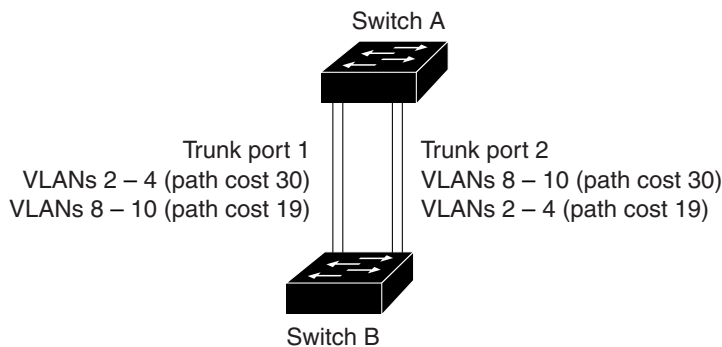 Switch A
Trunk port 1
VLANs 2 – 4 (path cost 30)
VLANs 8 – 10 (path cost 19)
Trunk port 2
VLANs 8 – 10 (path cost 30)
VLANs 2 – 4 (path cost 19)
Switch B